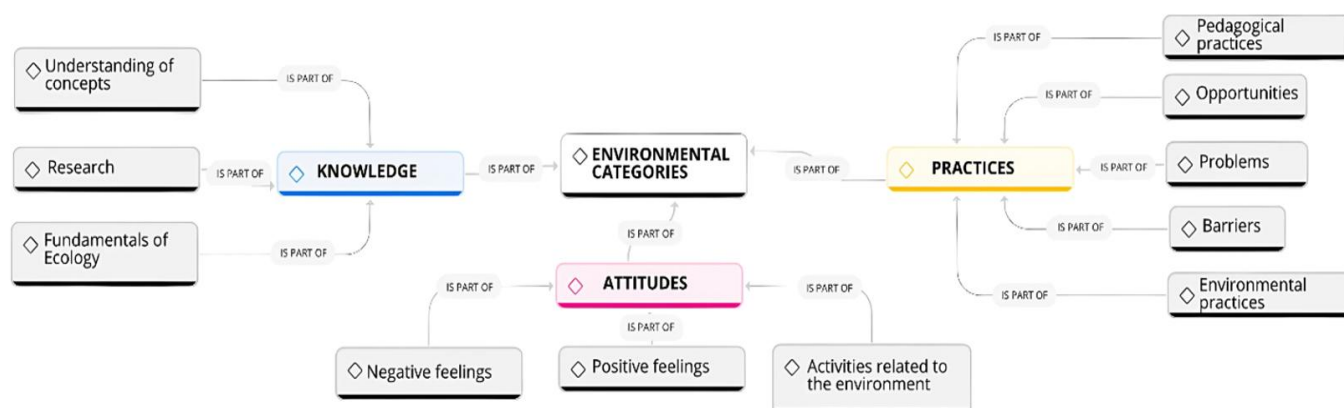 Understanding of
concepts
IS PART OF
Research
IS PART OF
Fundamentals of
Ecology
IS PART OF
KNOWLEDGE
IS PART OF
ENVIRONMENTAL
CATEGORIES
IS PART OF
PRACTICES
IS PART OF
Pedagogical
practices
IS PART OF
Opportunities
IS PART OF
Problems
IS PART OF
Barriers
IS PART OF
Environmental
practices
IS PART OF
ATTITUDES
IS PART OF
Negative feelings
IS PART OF
Positive feelings
IS PART OF
Activities related to
the environment